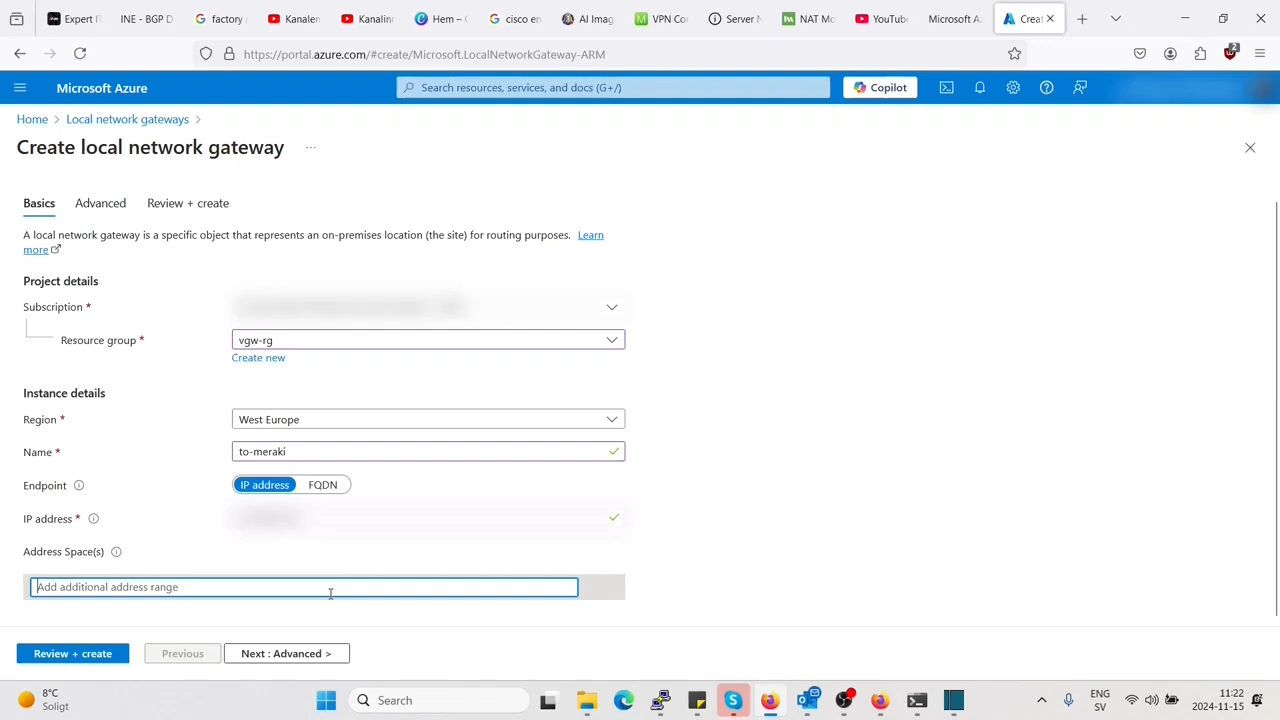 Expert
INE - BGP D
factory
Kanalen
Kanalin
Hem –
cisco en
AI Imag
VPN Co
Server N
NAT Mo
YouTube
Microsoft A
Creat
https://portal.azure.com/#create/Microsoft.LocalNetworkGateway-ARM
2
Microsoft Azure
Search resources, services, and docs (G+/)
Copilot
Home > Local network gateways >
Create local network gateway ...
Basics Advanced Review + create
A local network gateway is a specific object that represents an on-premises location (the site) for routing purposes. Learn
more
Project details
Subscription *
Resource group * vgw-rg
Create new
Instance details
Region * West Europe
Name * to-meraki
Endpoint IP address FQDN
IP address *
Address Space(s)
Add additional address range
Review + create Previous Next : Advanced >
8°C
Soligt
Search
ENG
SV
11:22
2024-11-15